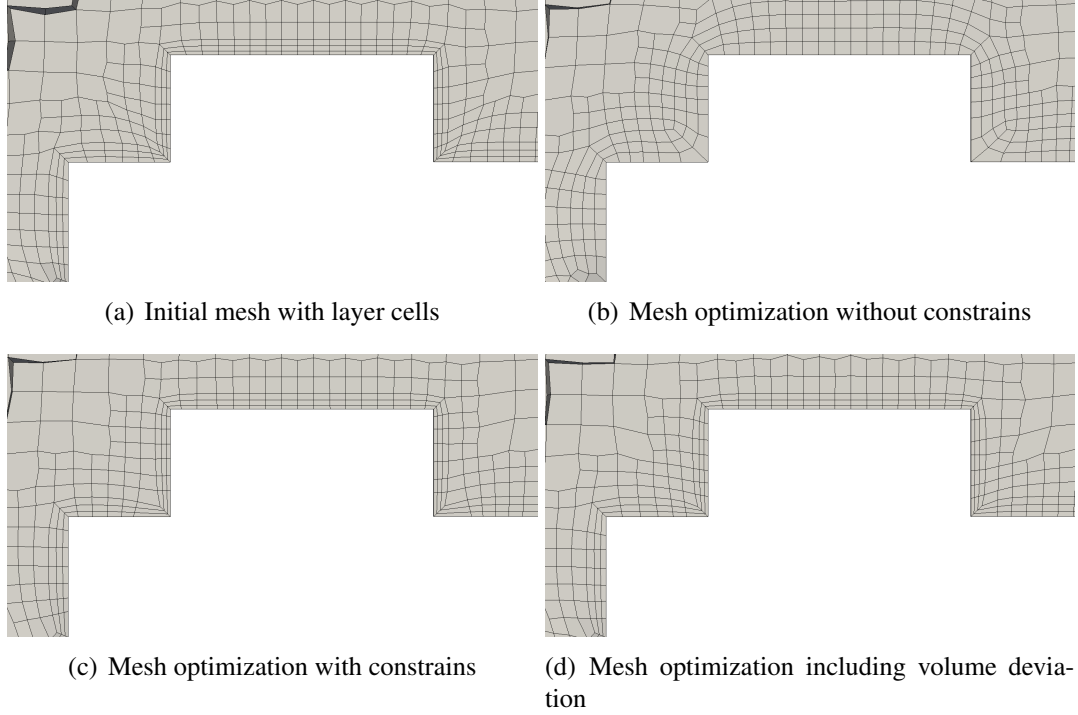 (a) Initial mesh with layer cells
(b) Mesh optimization without constrains
(c) Mesh optimization with constrains
(d) Mesh optimization including volume devia-
tion